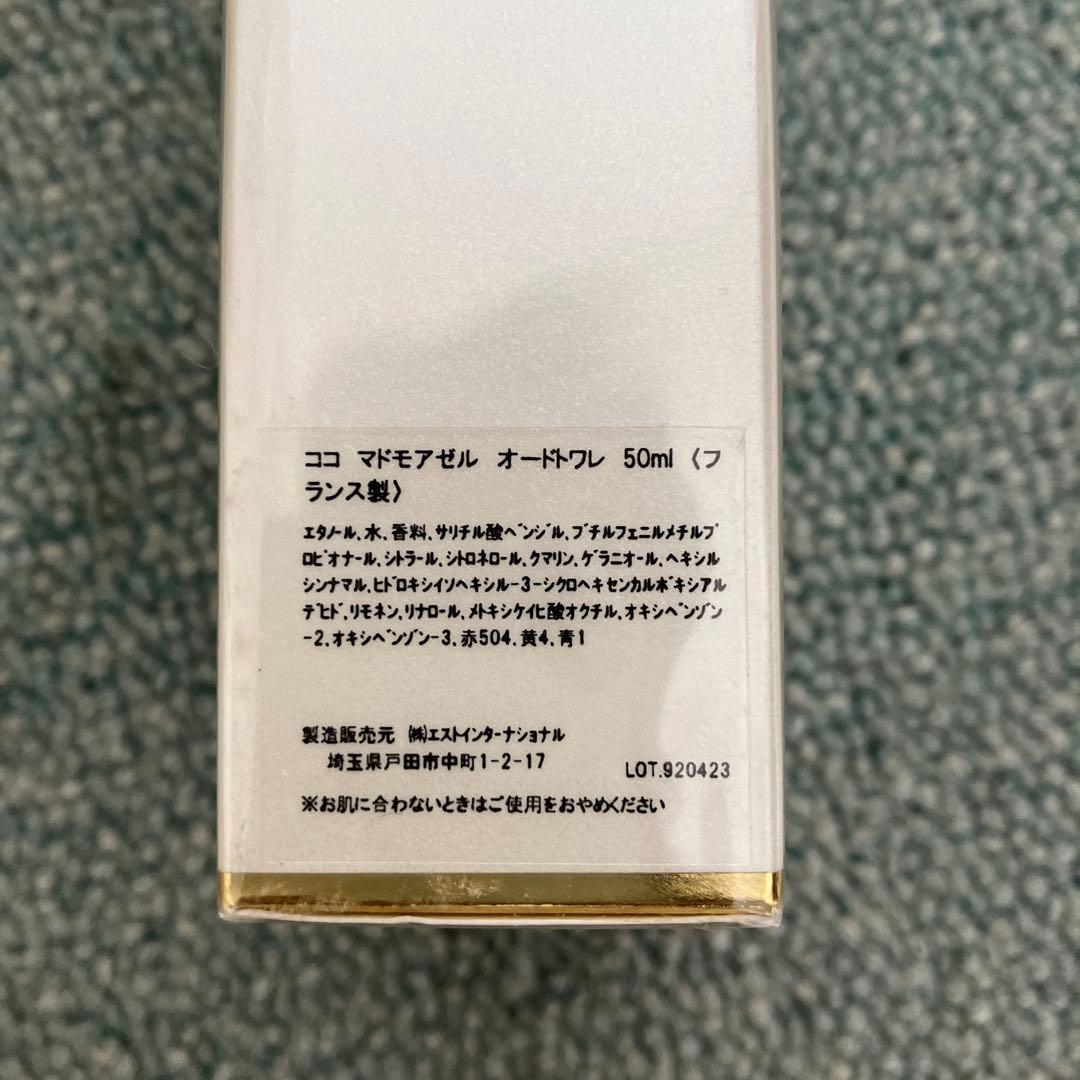 ココ マドモアゼル オードトワレ 50ml 〈フ
ランス製〉
エタノール、水、香料、サリチル酸ベンジル、ブチルフェニルメチルプ
ロピオナール、シトラール、シトロネロール、クマリン、ゲラニオール、ヘキシル
シンナマル、ヒドロキシイソヘキシル-3-シクロヘキセンカルボキシアル
デヒド、リモネン、リナロール、メトキシケイヒ酸オクチル、オキシベンゾン
-2、オキシベンゾン-3、赤504、黄4、青1
製造販売元 ㈱エストインターナショナル
埼玉県戸田市中町1-2-17
LOT.920423
※お肌に合わないときはご使用をおやめください